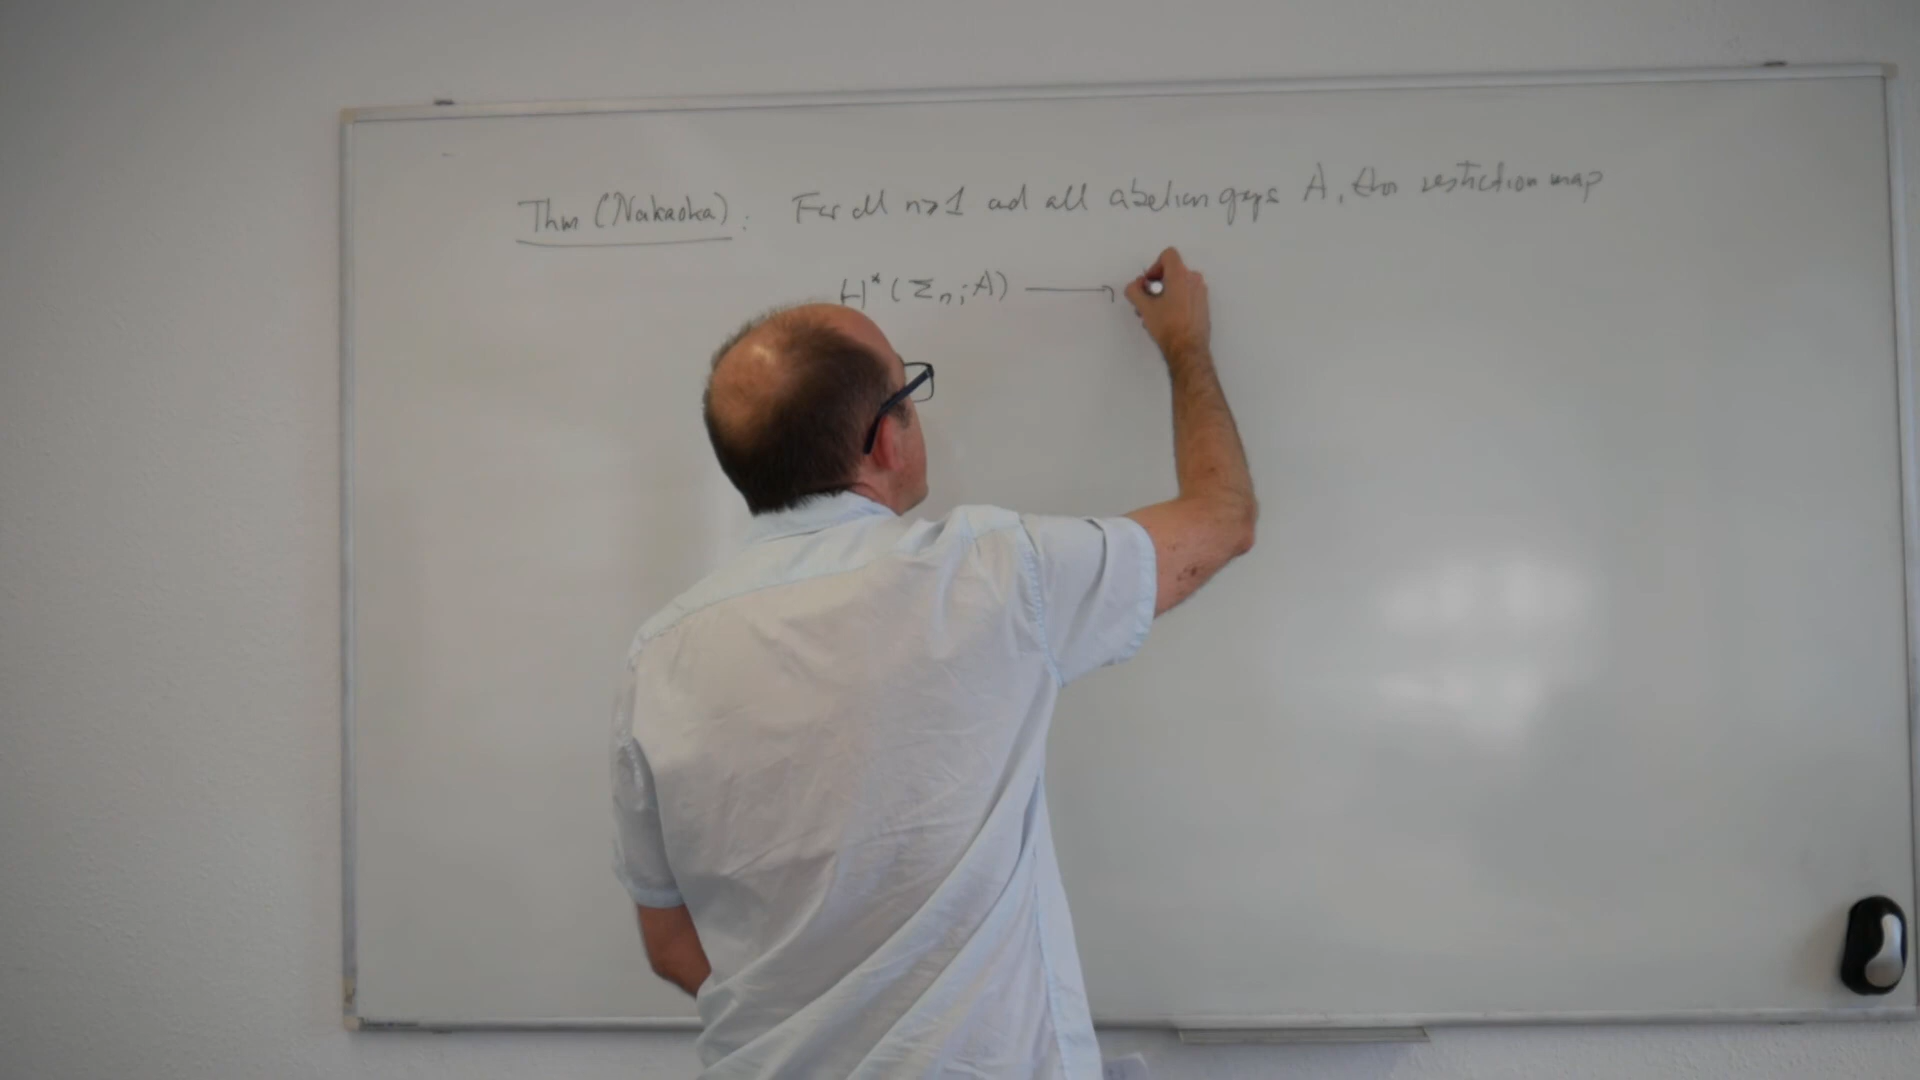 Thm (Nakaoka): For all n≥1 and all abelian grps A, the restriction map
H*(Σn; A) ⟶